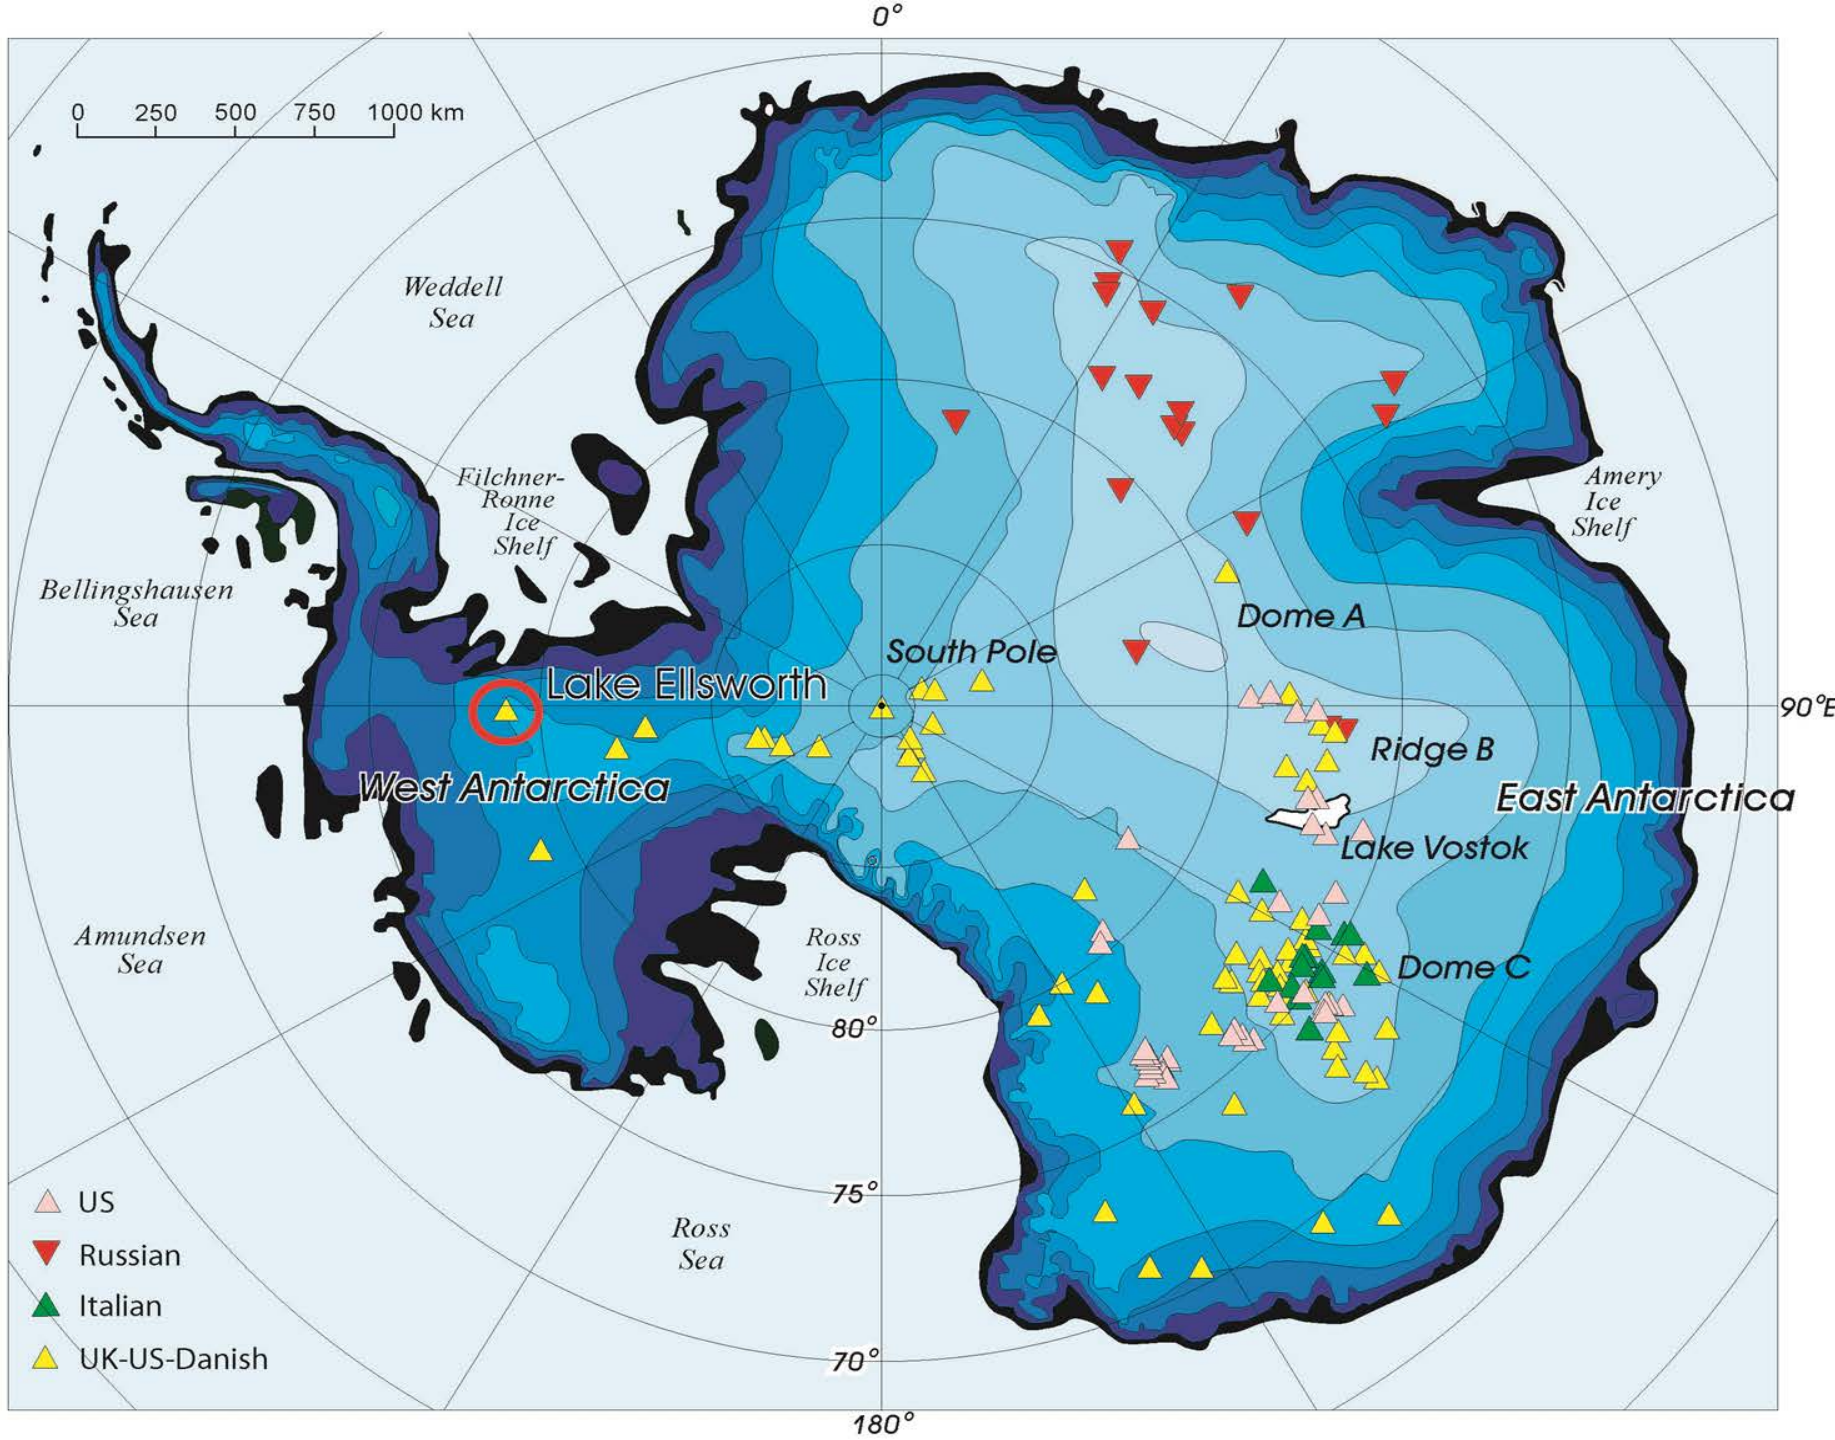 0°
0 250 500 750 1000 km
Weddell
Sea
Filchner-
Ronne
Ice
Shelf
Amery
Ice
Shelf
Bellingshausen
Sea
Dome A
South Pole
Lake Ellsworth
90°E
Ridge B
West Antarctica
East Antarctica
Lake Vostok
Amundsen
Sea
Ross
Ice
Shelf
Dome C
80°
75°
US
Ross
Sea
Russian
Italian
UK-US-Danish
70°
180°